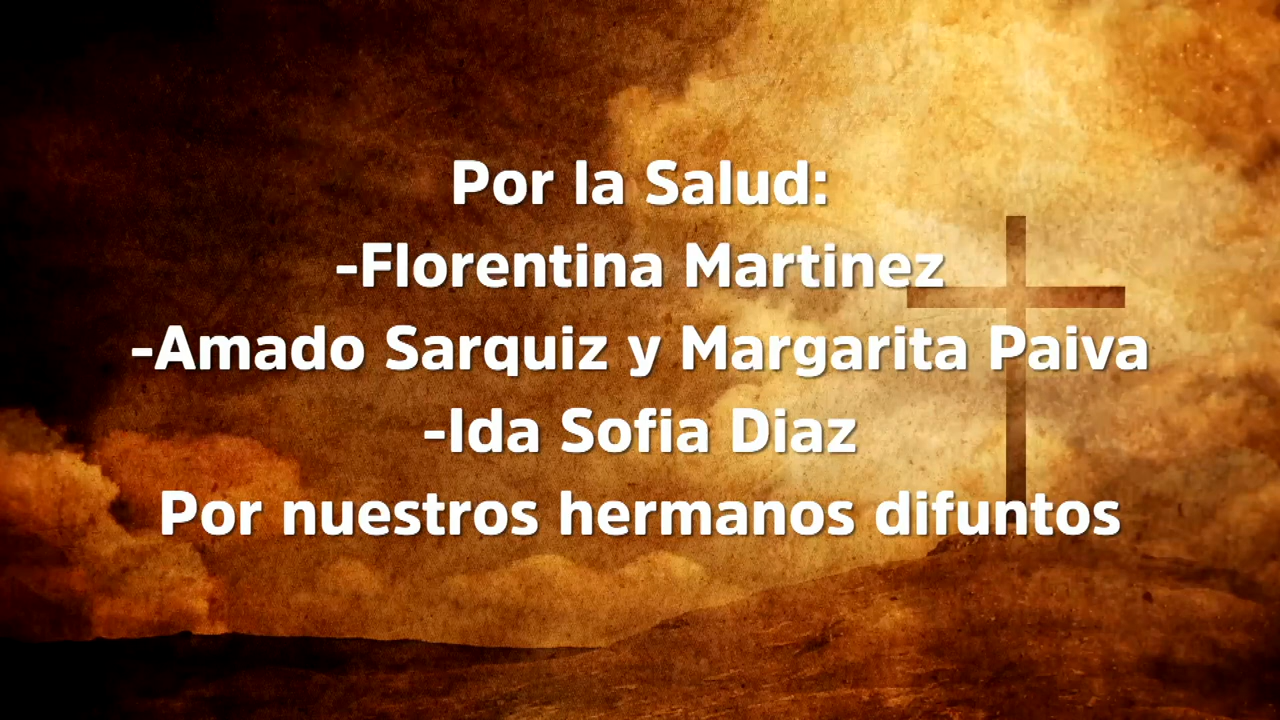 Por la Salud:
-Florentina Martinez
-Amado Sarquiz y Margarita Paiva
-Ida Sofia Diaz
Por nuestros hermanos difuntos